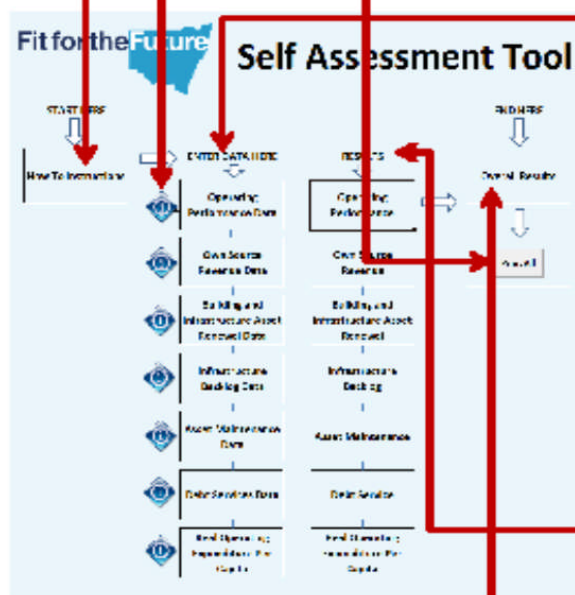 Fit for the Future
Self Assessment Tool
START HERE
END HERE
How To Instructions
ENTER DATA HERE
RESULTS
Overall Results
Operating
Performance Data
Operating
Performance
Own Source
Revenue Data
Own Source
Revenue
Print All
Building and
Infrastructure Asset
Renewal Data
Building and
Infrastructure Asset
Renewal
Infrastructure
Backlog Data
Infrastructure
Backlog
Asset Maintenance
Data
Asset Maintenance
Debt Services Data
Debt Service
Real Operating
Expenditure Per
Capita
Real Operating
Expenditure Per
Capita